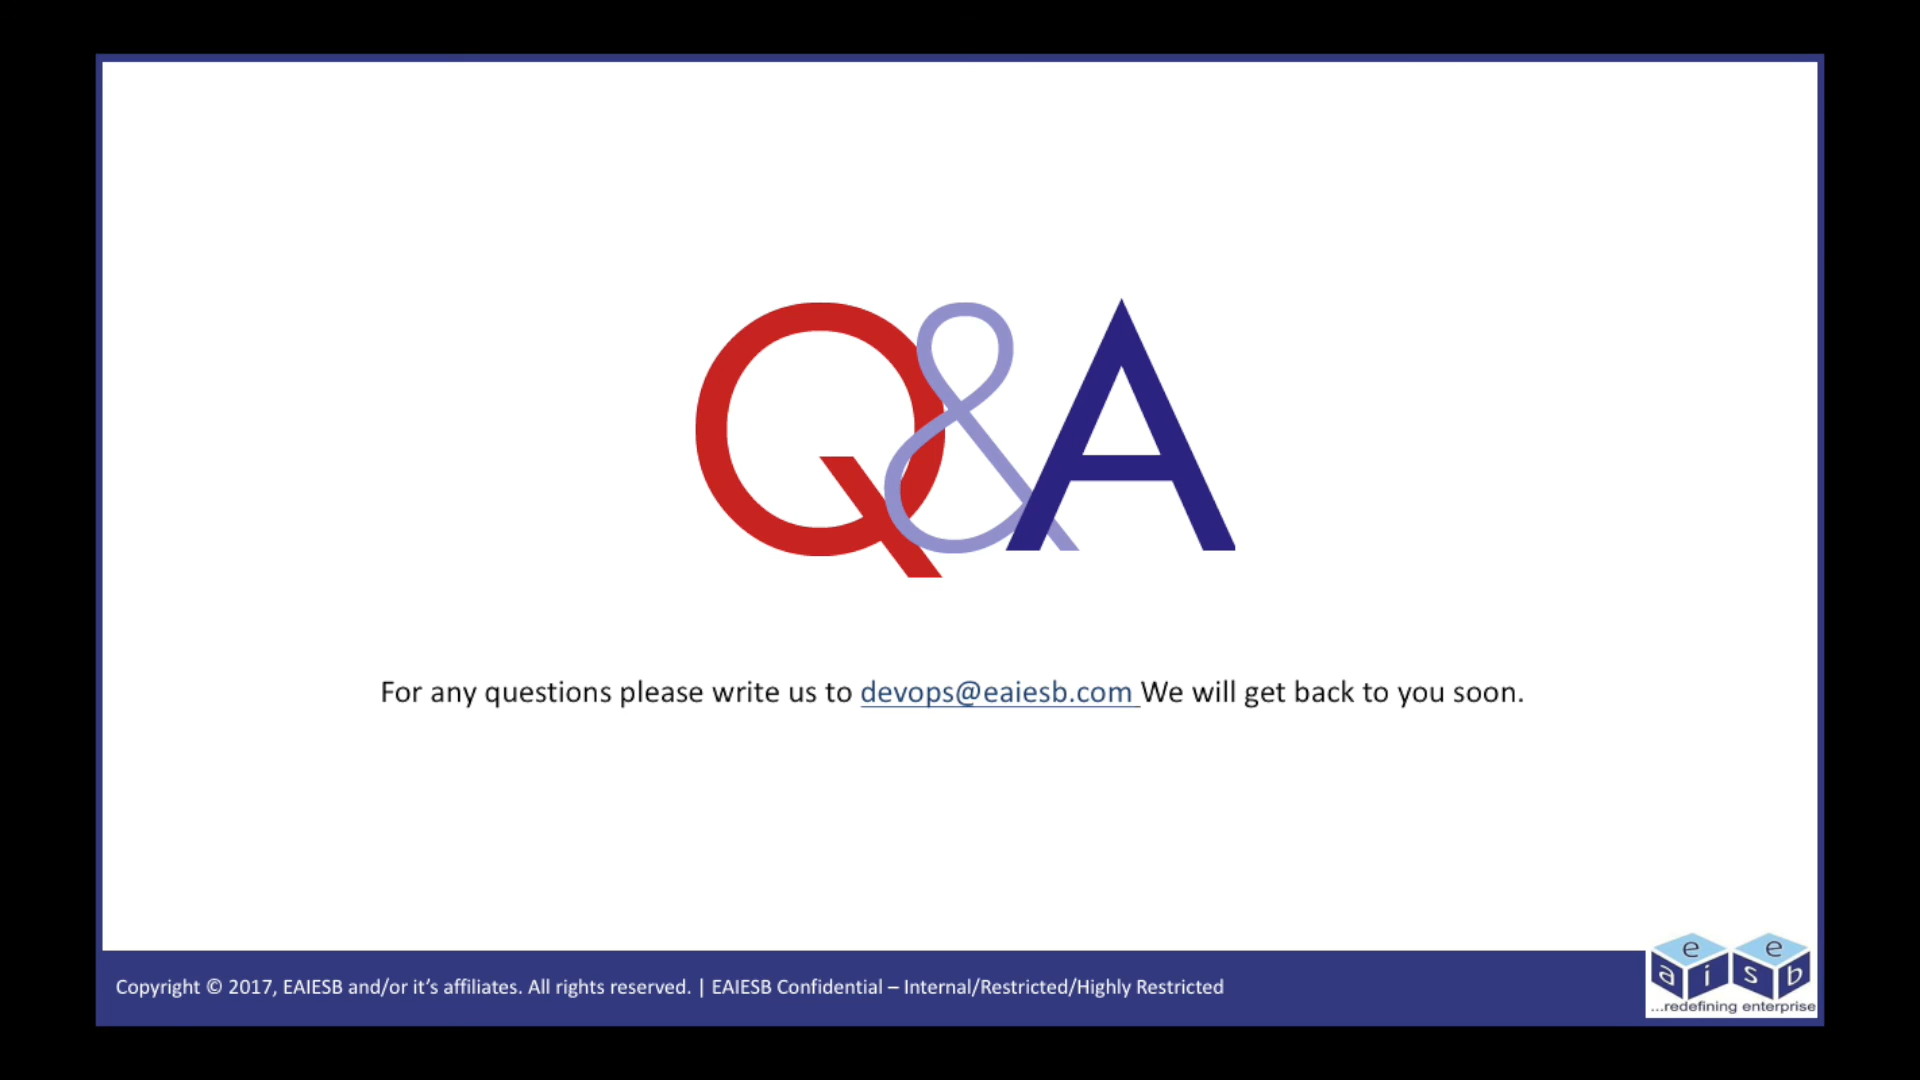 Q&A
For any questions please write us to devops@eaiesb.com We will get back to you soon.
Copyright © 2017, EAIESB and/or it’s affiliates. All rights reserved. | EAIESB Confidential – Internal/Restricted/Highly Restricted
e e
a i s b
...redefining enterprise